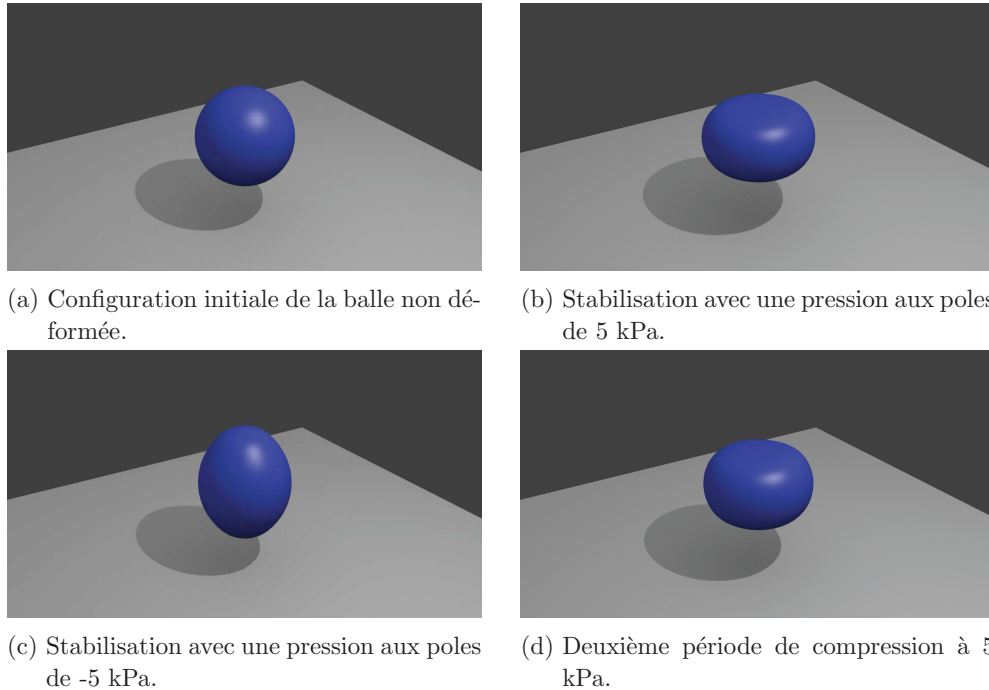 (a) Configuration initiale de la balle non dé-
formée.
(b) Stabilisation avec une pression aux poles
de 5 kPa.
(c) Stabilisation avec une pression aux poles
de -5 kPa.
(d) Deuxième période de compression à 5
kPa.